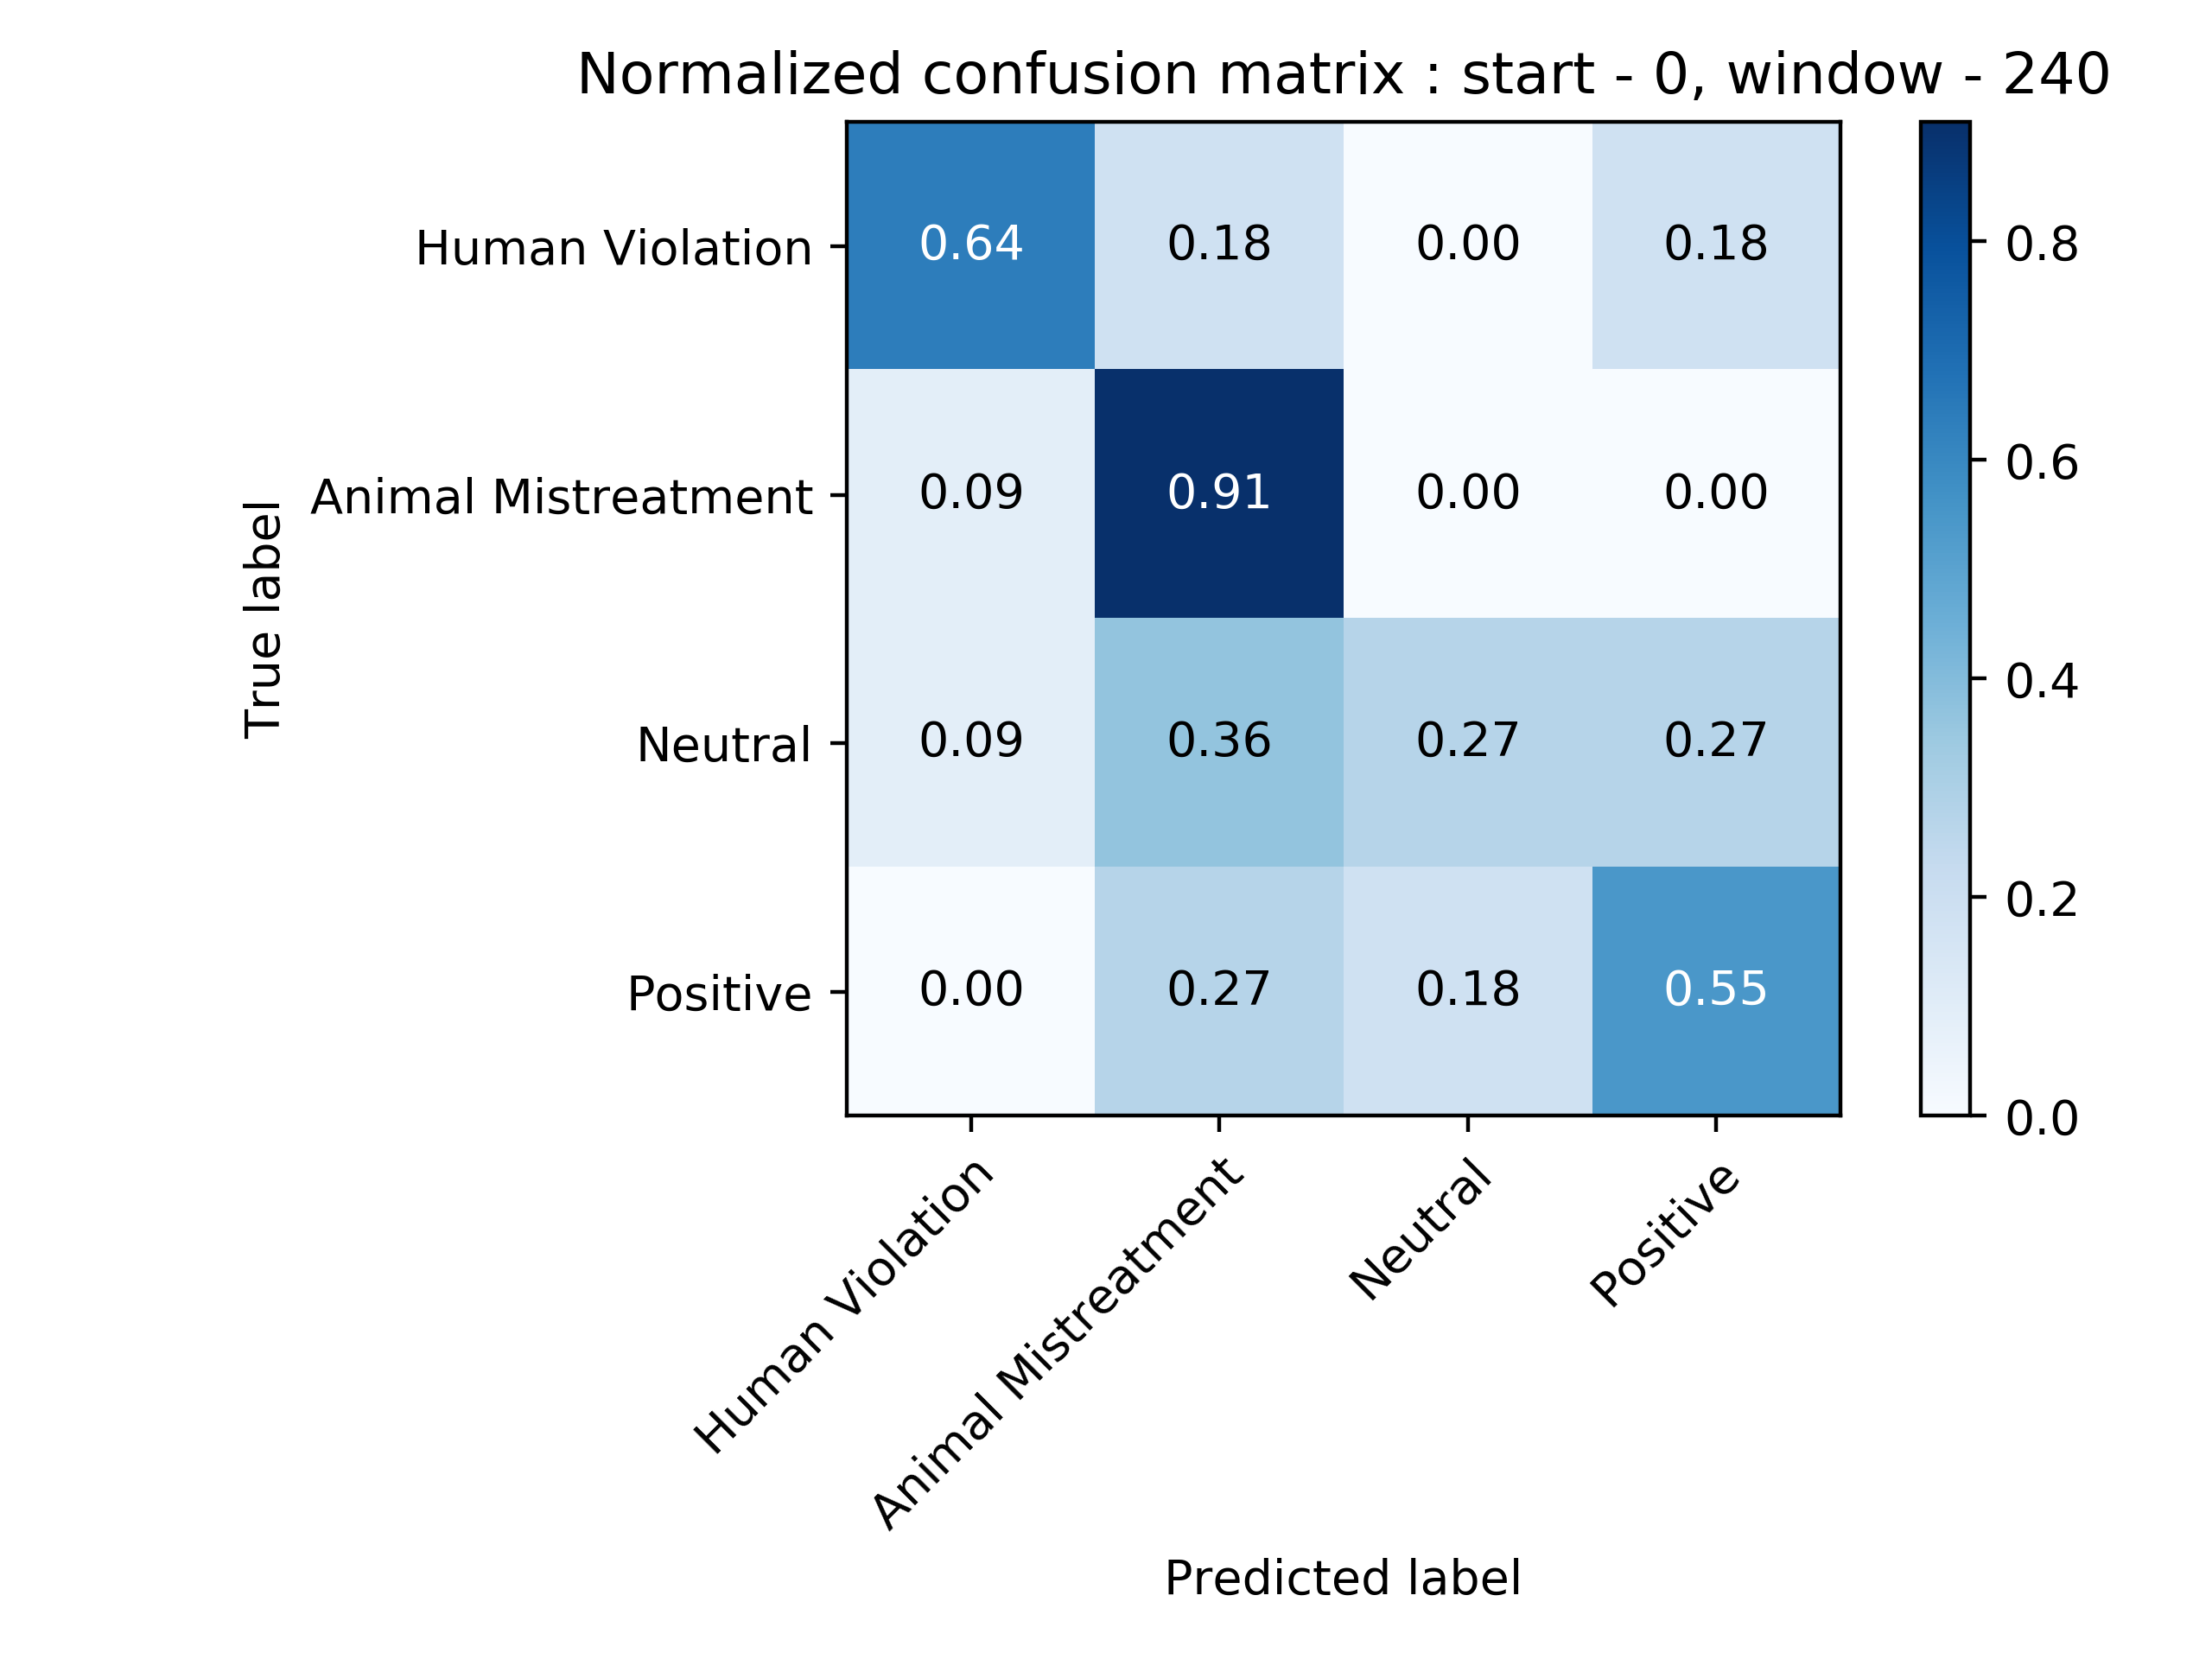 Normalized confusion matrix : start - 0, window - 240
True label
Human Violation 0.64 0.18 0.00 0.18
Animal Mistreatment 0.09 0.91 0.00 0.00
Neutral 0.09 0.36 0.27 0.27
Positive 0.00 0.27 0.18 0.55
Human Violation
Animal Mistreatment
Neutral
Positive
Predicted label
0.8
0.6
0.4
0.2
0.0